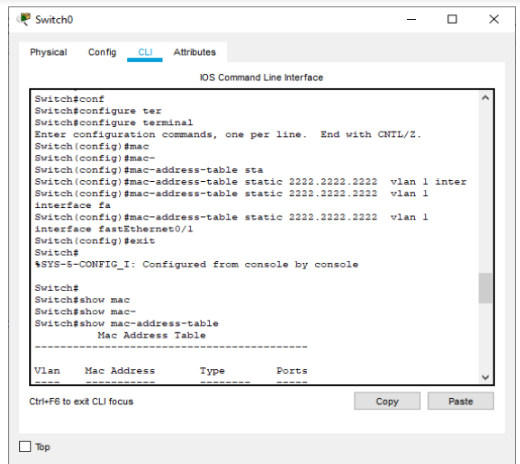 Switch0
Physical Config CLI Attributes
IOS Command Line Interface
Switch#conf
Switch#configure ter
Switch#configure terminal
Enter configuration commands, one per line.  End with CNTL/Z.
Switch(config)#mac
Switch(config)#mac-
Switch(config)#mac-address-table sta
Switch(config)#mac-address-table static 2222.2222.2222  vlan 1 inter
Switch(config)#mac-address-table static 2222.2222.2222  vlan 1
interface fa
Switch(config)#mac-address-table static 2222.2222.2222  vlan 1
interface fastEthernet0/1
Switch(config)#exit
Switch#
%SYS-5-CONFIG_I: Configured from console by console
Switch#
Switch#show mac
Switch#show mac-
Switch#show mac-address-table
Mac Address Table
-------------------------------------------
Vlan    Mac Address       Type        Ports
----    -----------       --------    -----
Ctrl+F6 to exit CLI focus
Copy Paste
Top